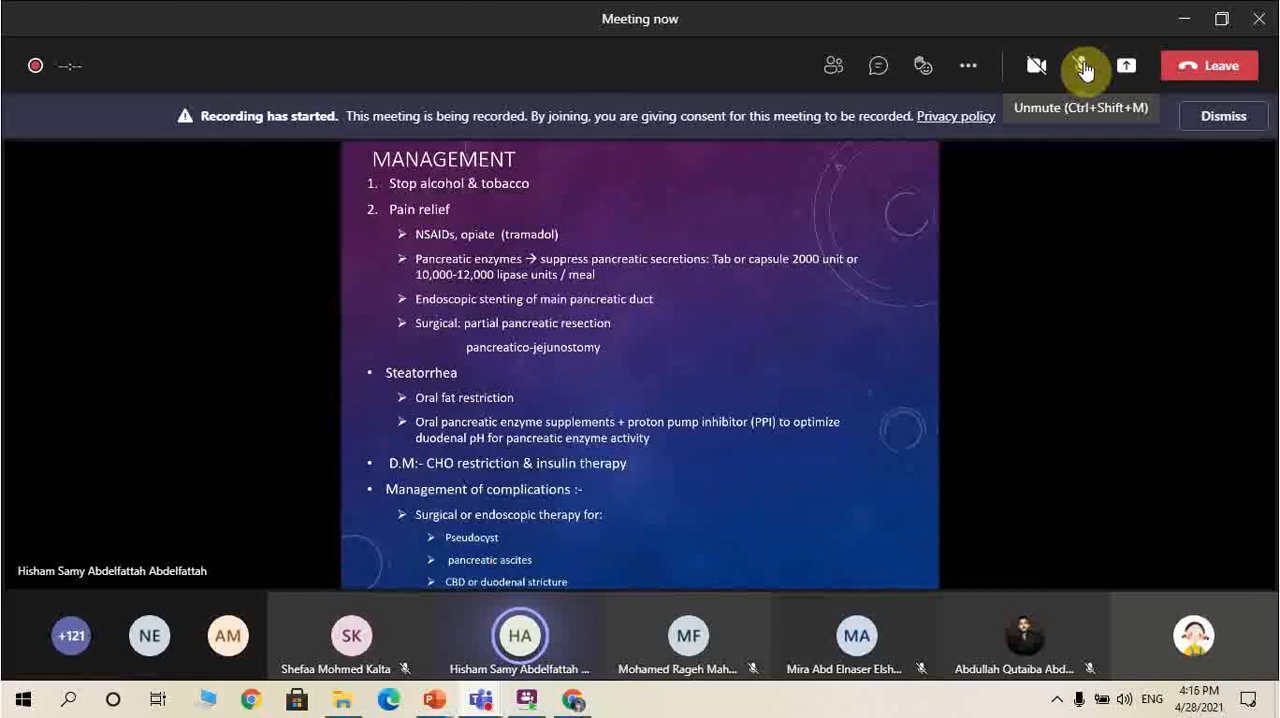 Meeting now
--:--
Leave
Recording has started. This meeting is being recorded. By joining, you are giving consent for this meeting to be recorded. Privacy policy
Unmute (Ctrl+Shift+M)
Dismiss
MANAGEMENT
1. Stop alcohol & tobacco
2. Pain relief
➢ NSAIDs, opiate (tramadol)
➢ Pancreatic enzymes → suppress pancreatic secretions: Tab or capsule 2000 unit or
10,000-12,000 lipase units / meal
➢ Endoscopic stenting of main pancreatic duct
➢ Surgical: partial pancreatic resection
pancreatico-jejunostomy
• Steatorrhea
➢ Oral fat restriction
➢ Oral pancreatic enzyme supplements + proton pump inhibitor (PPI) to optimize
duodenal pH for pancreatic enzyme activity
• D.M:- CHO restriction & insulin therapy
• Management of complications :-
➢ Surgical or endoscopic therapy for:
➢ Pseudocyst
➢ pancreatic ascites
➢ CBD or duodenal stricture
Hisham Samy Abdelfattah Abdelfattah
+121 NE AM SK HA MF MA
Shefaa Mohmed Kalta Hisham Samy Abdelfattah ... Mohamed Rageh Mah... Mira Abd Elnaser Elsh... Abdullah Qutaiba Abd...
ENG
4:16 PM
4/28/2021